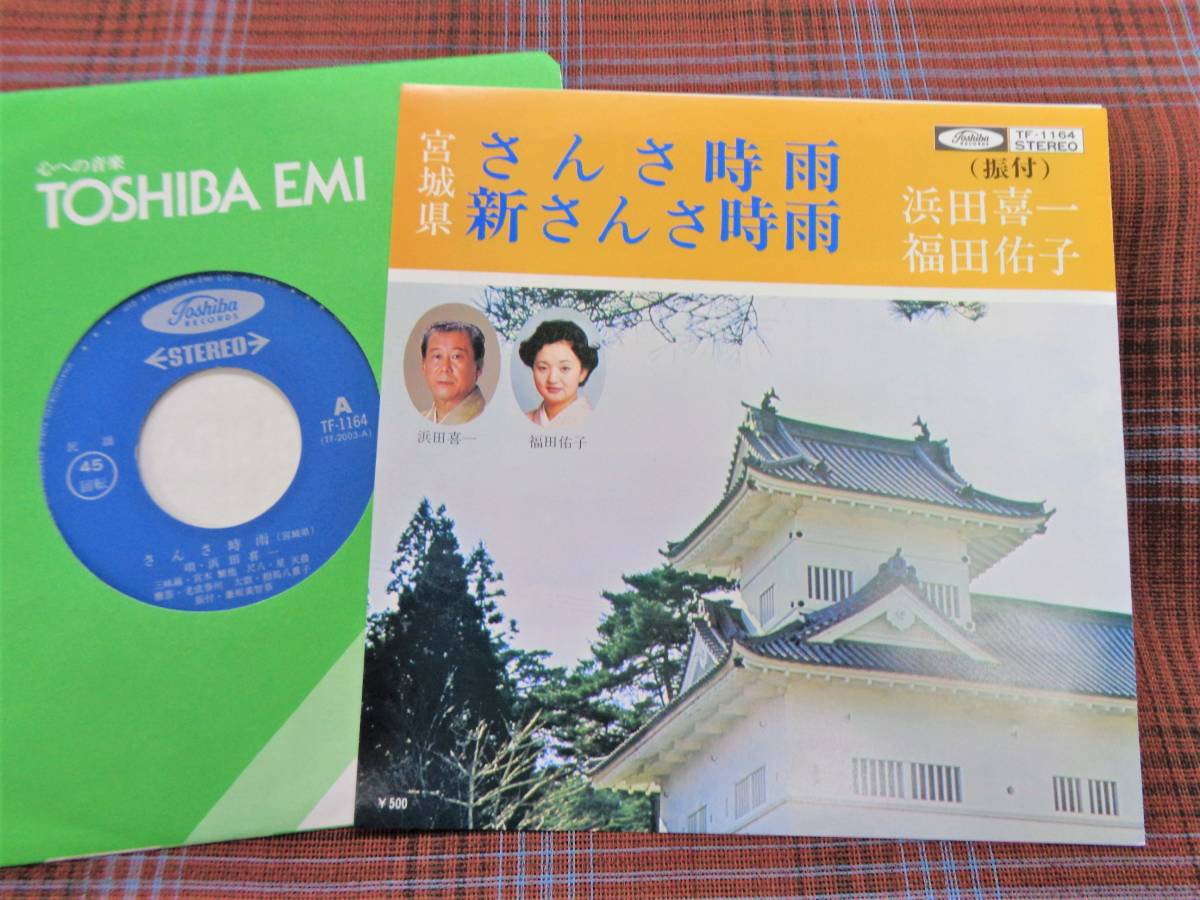 心への音楽
TOSHIBA EMI
Toshiba
RECORDS
STEREO
A
TF-1164
(TF-2003-A)
民謡
45
回転
さんさ時雨(宮城県)
唄・浜田喜一
宮城県
さんさ時雨
新さんさ時雨
Toshiba
RECORDS
TF-1164
STEREO
(振付)
浜田喜一
福田佑子
浜田喜一
福田佑子
¥500